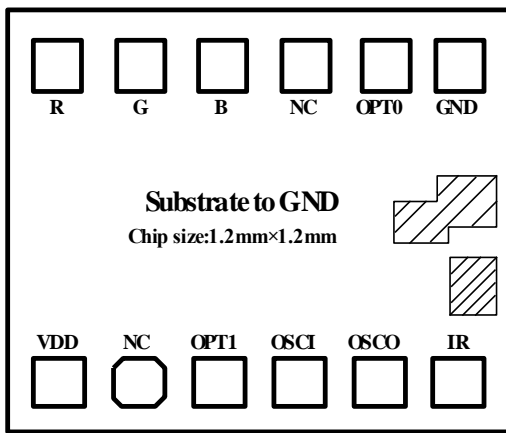 R G B NC OPT0 GND
Substrate to GND
Chip size:1.2mm×1.2mm
VDD NC OPT1 OSCI OSCO IR